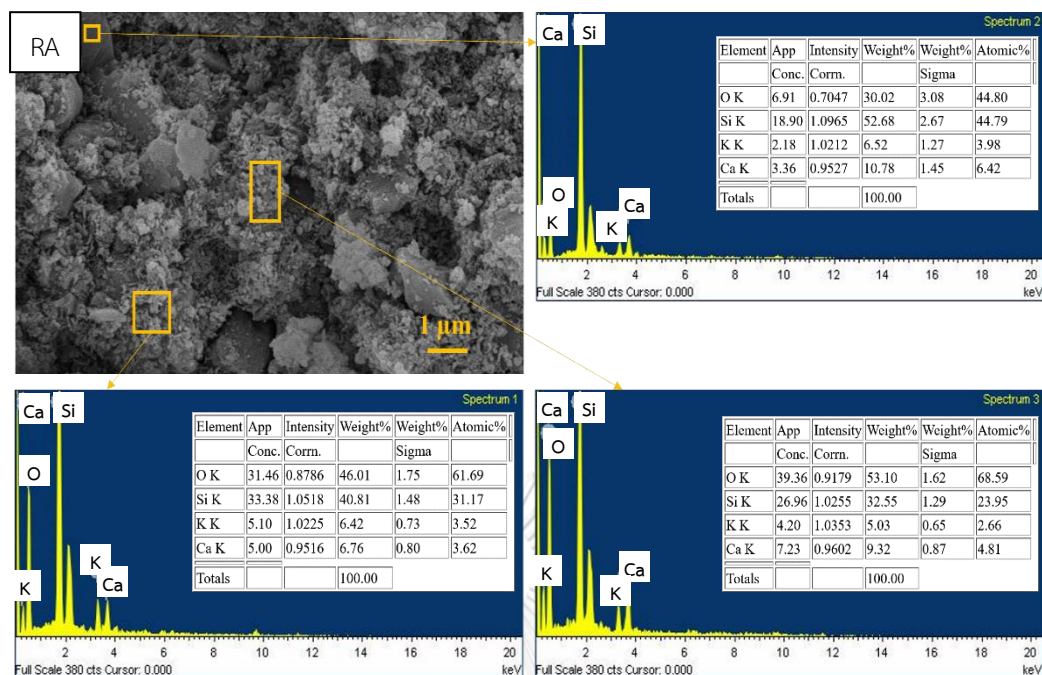 RA
1 µm
Spectrum 2
Ca
Si
O
K
K
Ca
Element App Intensity Weight% Weight% Atomic%
Conc. Corrn. Sigma
O K 6.91 0.7047 30.02 3.08 44.80
Si K 18.90 1.0965 52.68 2.67 44.79
K K 2.18 1.0212 6.52 1.27 3.98
Ca K 3.36 0.9527 10.78 1.45 6.42
Totals 100.00
2 4 6 8 10 12 14 16 18 20
Full Scale 380 cts Cursor: 0.000 keV
Spectrum 1
Ca
Si
O
K
K
Ca
Element App Intensity Weight% Weight% Atomic%
Conc. Corrn. Sigma
O K 31.46 0.8786 46.01 1.75 61.69
Si K 33.38 1.0518 40.81 1.48 31.17
K K 5.10 1.0225 6.42 0.73 3.52
Ca K 5.00 0.9516 6.76 0.80 3.62
Totals 100.00
2 4 6 8 10 12 14 16 18 20
Full Scale 380 cts Cursor: 0.000 keV
Spectrum 3
Ca
Si
O
K
K
Ca
Element App Intensity Weight% Weight% Atomic%
Conc. Corrn. Sigma
O K 39.36 0.9179 53.10 1.62 68.59
Si K 26.96 1.0255 32.55 1.29 23.95
K K 4.20 1.0353 5.03 0.65 2.66
Ca K 7.23 0.9602 9.32 0.87 4.81
Totals 100.00
2 4 6 8 10 12 14 16 18 20
Full Scale 380 cts Cursor: 0.000 keV